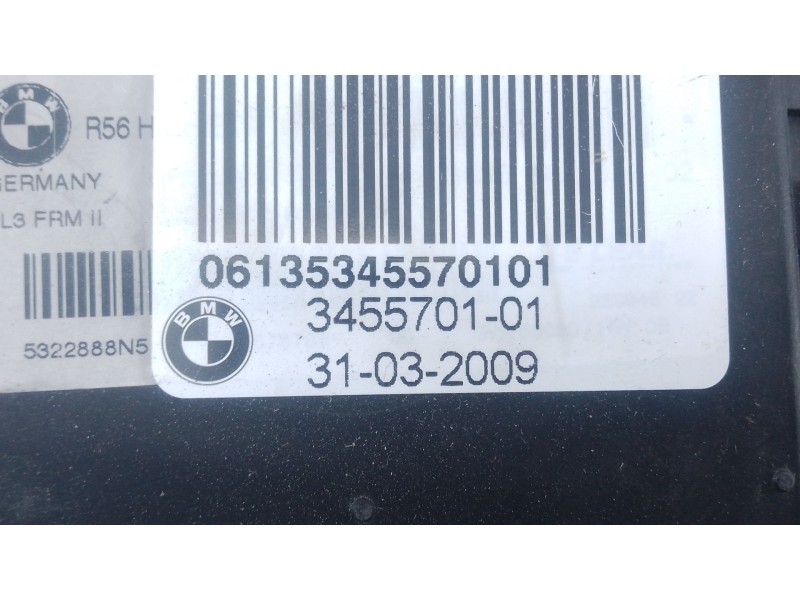 BMW
R56 H
GERMANY
L3 FRM II
5322888N5
06135345570101
BMW
3455701-01
31-03-2009